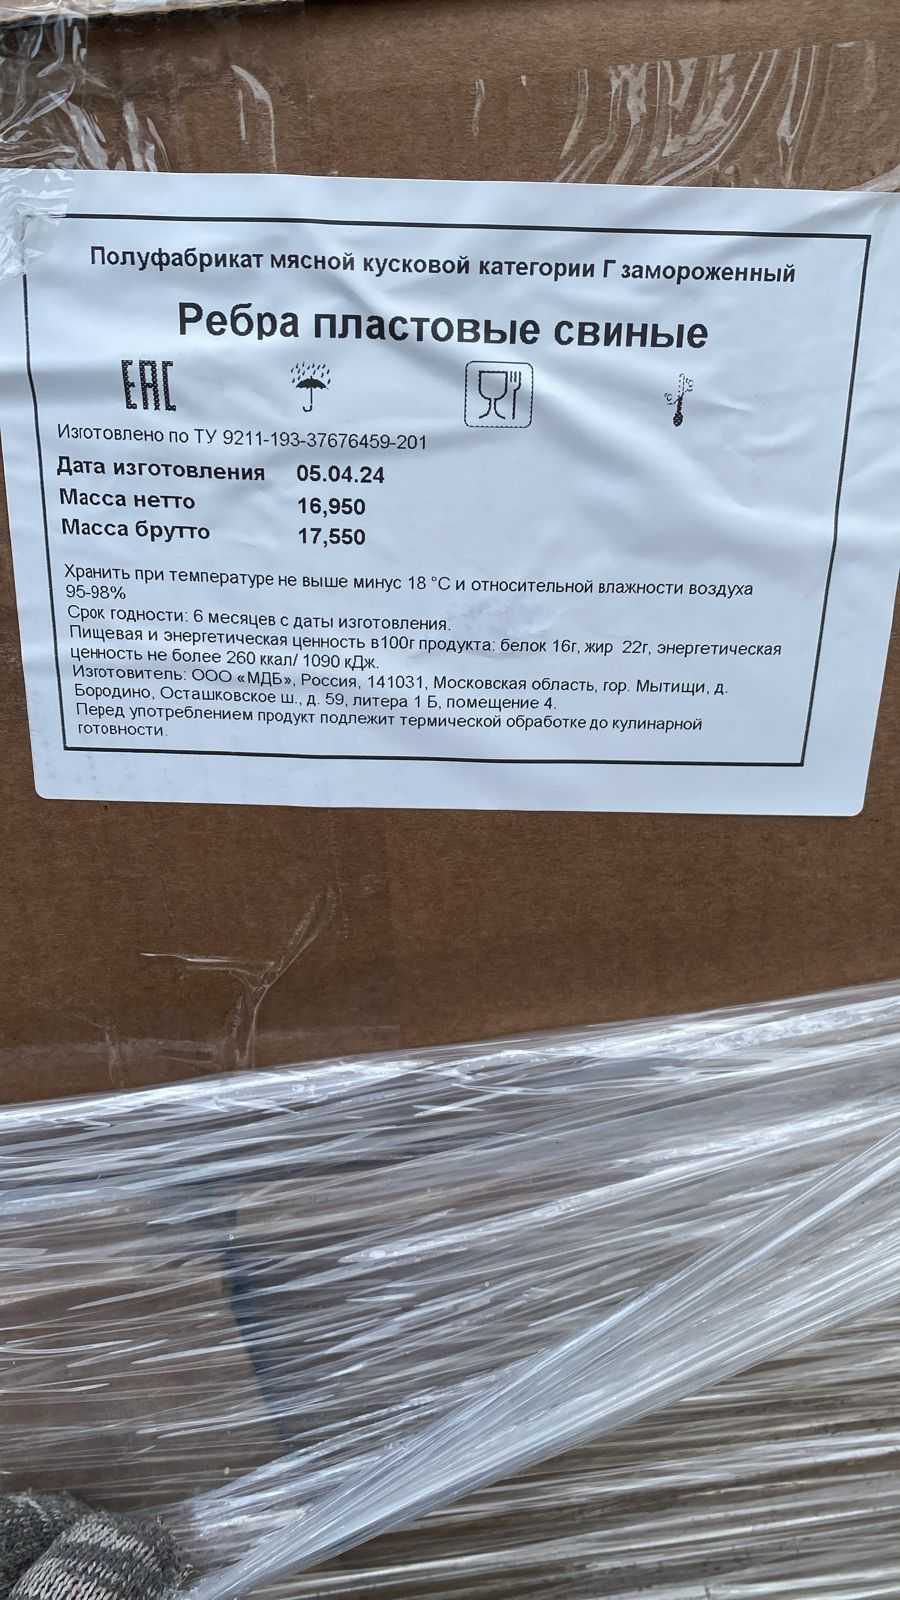 Полуфабрикат мясной кусковой категории Г замороженный
Ребра пластовые свиные
EAC
Изготовлено по ТУ 9211-193-37676459-201
Дата изготовления 05.04.24
Масса нетто 16,950
Масса брутто 17,550
Хранить при температуре не выше минус 18 °С и относительной влажности воздуха
95-98%
Срок годности: 6 месяцев с даты изготовления.
Пищевая и энергетическая ценность в100г продукта: белок 16г, жир 22г, энергетическая
ценность не более 260 ккал/ 1090 кДж.
Изготовитель: ООО «МДБ», Россия, 141031, Московская область, гор. Мытищи, д.
Бородино, Осташковское ш., д. 59, литера 1 Б, помещение 4.
Перед употреблением продукт подлежит термической обработке до кулинарной
готовности.